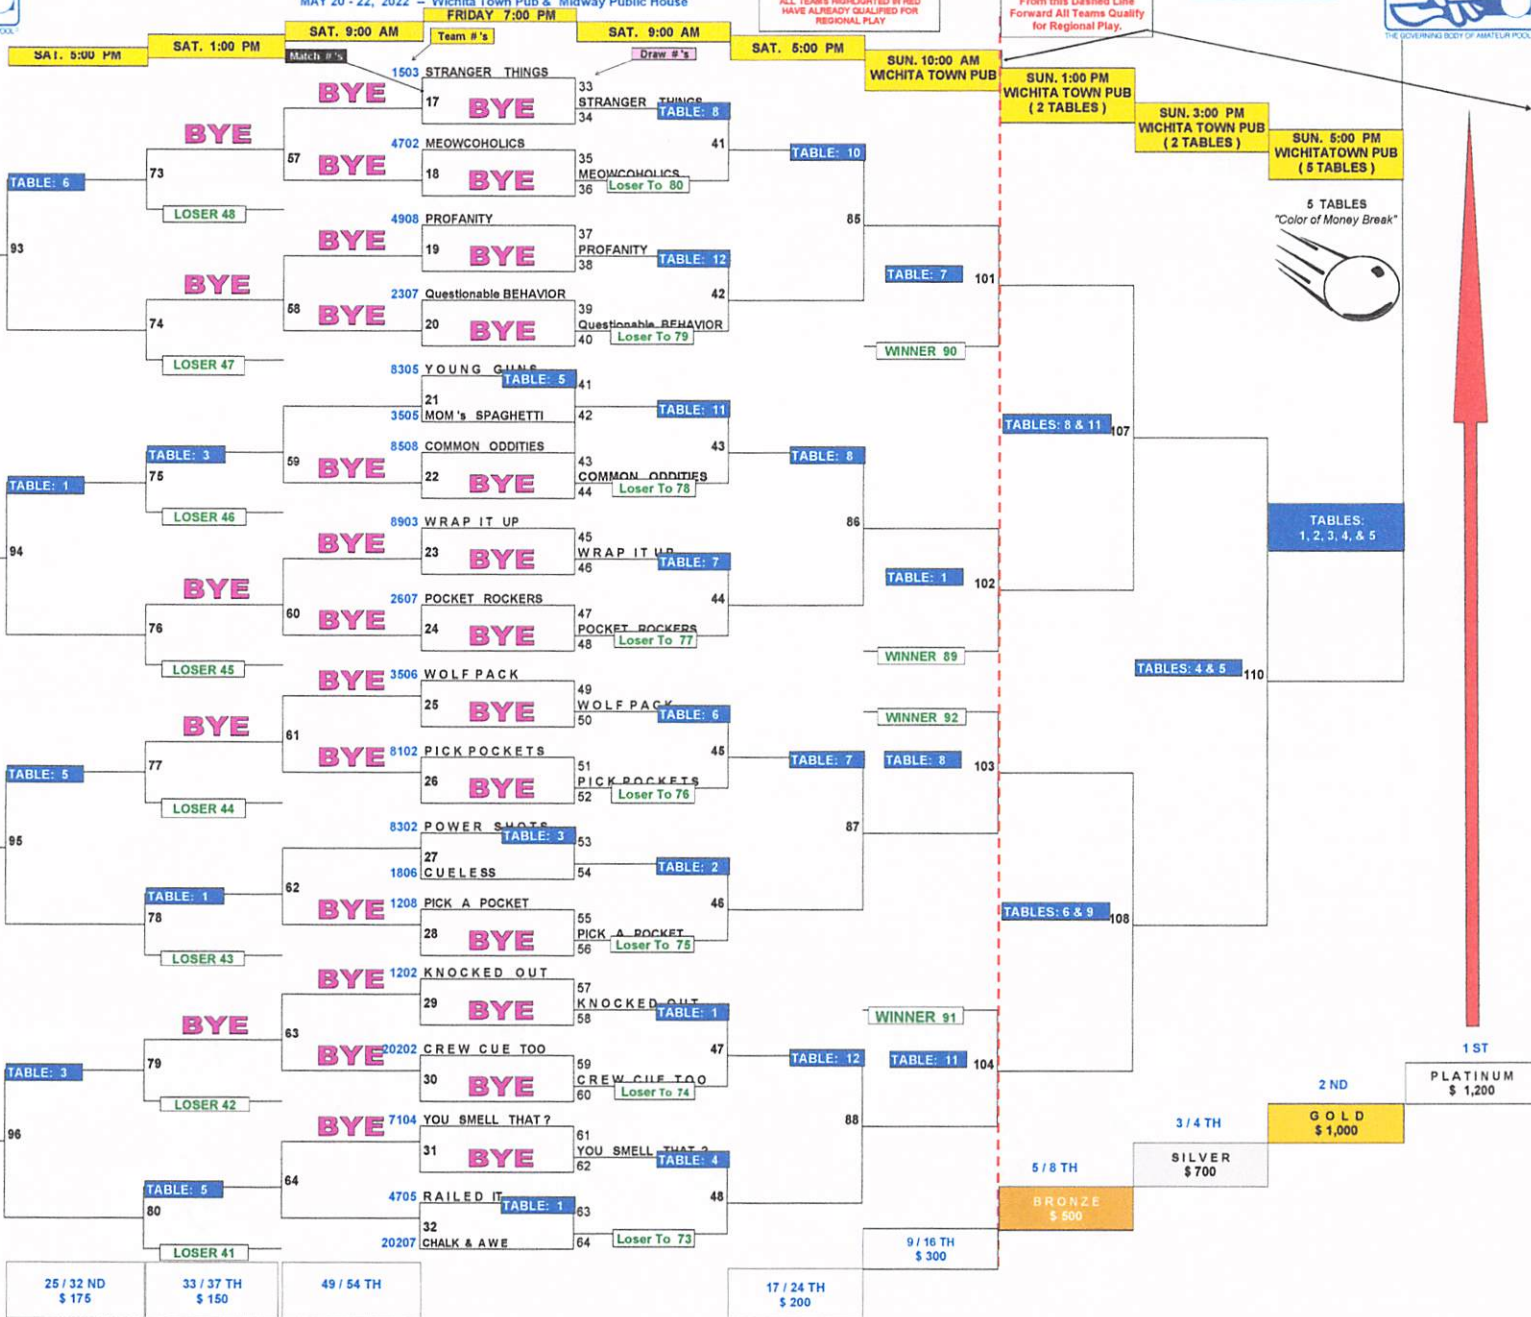 MAY 20 - 22, 2022 – Wichita Town Pub & Midway Public House
ALL TEAMS HIGHLIGHTED IN RED
HAVE ALREADY QUALIFIED FOR
REGIONAL PLAY
From this Dashed Line
Forward All Teams Qualify
for Regional Play.
THE GOVERNING BODY OF AMATEUR POOL
SAT. 5:00 PM
SAT. 1:00 PM
SAT. 9:00 AM
FRIDAY 7:00 PM
SAT. 9:00 AM
SAT. 5:00 PM
SUN. 10:00 AM
WICHITA TOWN PUB
SUN. 1:00 PM
WICHITA TOWN PUB
( 2 TABLES )
SUN. 3:00 PM
WICHITA TOWN PUB
( 2 TABLES )
SUN. 5:00 PM
WICHITATOWN PUB
( 5 TABLES )
Match #'s
Team #'s
Draw #'s
5 TABLES
"Color of Money Break"
TABLE: 6
93
TABLE: 1
94
TABLE: 5
95
TABLE: 3
96
BYE
73
LOSER 48
BYE
74
LOSER 47
TABLE: 3
75
LOSER 46
BYE
76
LOSER 45
BYE
77
LOSER 44
TABLE: 1
78
LOSER 43
BYE
79
LOSER 42
TABLE: 5
80
LOSER 41
BYE
57
BYE
BYE
58
BYE
59
BYE
BYE
60
BYE
BYE
61
BYE
62
BYE
BYE
63
BYE
BYE
64
1503 STRANGER THINGS
17 BYE
33
STRANGER THINGS
34
4702 MEOWCOHOLICS
18 BYE
35
MEOWCOHOLICS
36 Loser To 80
4908 PROFANITY
19 BYE
37
PROFANITY
38
2307 Questionable BEHAVIOR
20 BYE
39
Questionable BEHAVIOR
40 Loser To 79
8305 YOUNG GUNS
TABLE: 5
41
21
3505 MOM's SPAGHETTI
42
8508 COMMON ODDITIES
22 BYE
43
COMMON ODDITIES
44 Loser To 78
8903 WRAP IT UP
23 BYE
45
WRAP IT UP
46
2607 POCKET ROCKERS
24 BYE
47
POCKET ROCKERS
48 Loser To 77
3506 WOLF PACK
25 BYE
49
WOLF PACK
50
8102 PICK POCKETS
26 BYE
51
PICK POCKETS
52 Loser To 76
8302 POWER SHOTS
TABLE: 3
53
27
1806 CUELESS
54
1208 PICK A POCKET
28 BYE
55
PICK A POCKET
56 Loser To 75
1202 KNOCKED OUT
29 BYE
57
KNOCKED OUT
58
20202 CREW CUE TOO
30 BYE
59
CREW CUE TOO
60 Loser To 74
7104 YOU SMELL THAT?
31 BYE
61
YOU SMELL THAT?
62
4705 RAILED IT
TABLE: 1
63
32
20207 CHALK & AWE
64 Loser To 73
TABLE: 8
41
TABLE: 12
42
TABLE: 11
43
TABLE: 7
44
TABLE: 6
45
TABLE: 2
46
TABLE: 1
47
TABLE: 4
48
TABLE: 10
85
TABLE: 8
86
TABLE: 7
87
TABLE: 12
88
TABLE: 7 101
WINNER 90
TABLE: 1 102
WINNER 89
WINNER 92
TABLE: 8 103
WINNER 91
TABLE: 11 104
TABLES: 8 & 11 107
TABLES: 6 & 9 108
TABLES: 4 & 5 110
TABLES:
1, 2, 3, 4, & 5
1 ST
PLATINUM
$ 1,200
2 ND
GOLD
$ 1,000
3 / 4 TH
SILVER
$ 700
5 / 8 TH
BRONZE
$ 500
9 / 16 TH
$ 300
17 / 24 TH
$ 200
25 / 32 ND
$ 175
33 / 37 TH
$ 150
49 / 54 TH